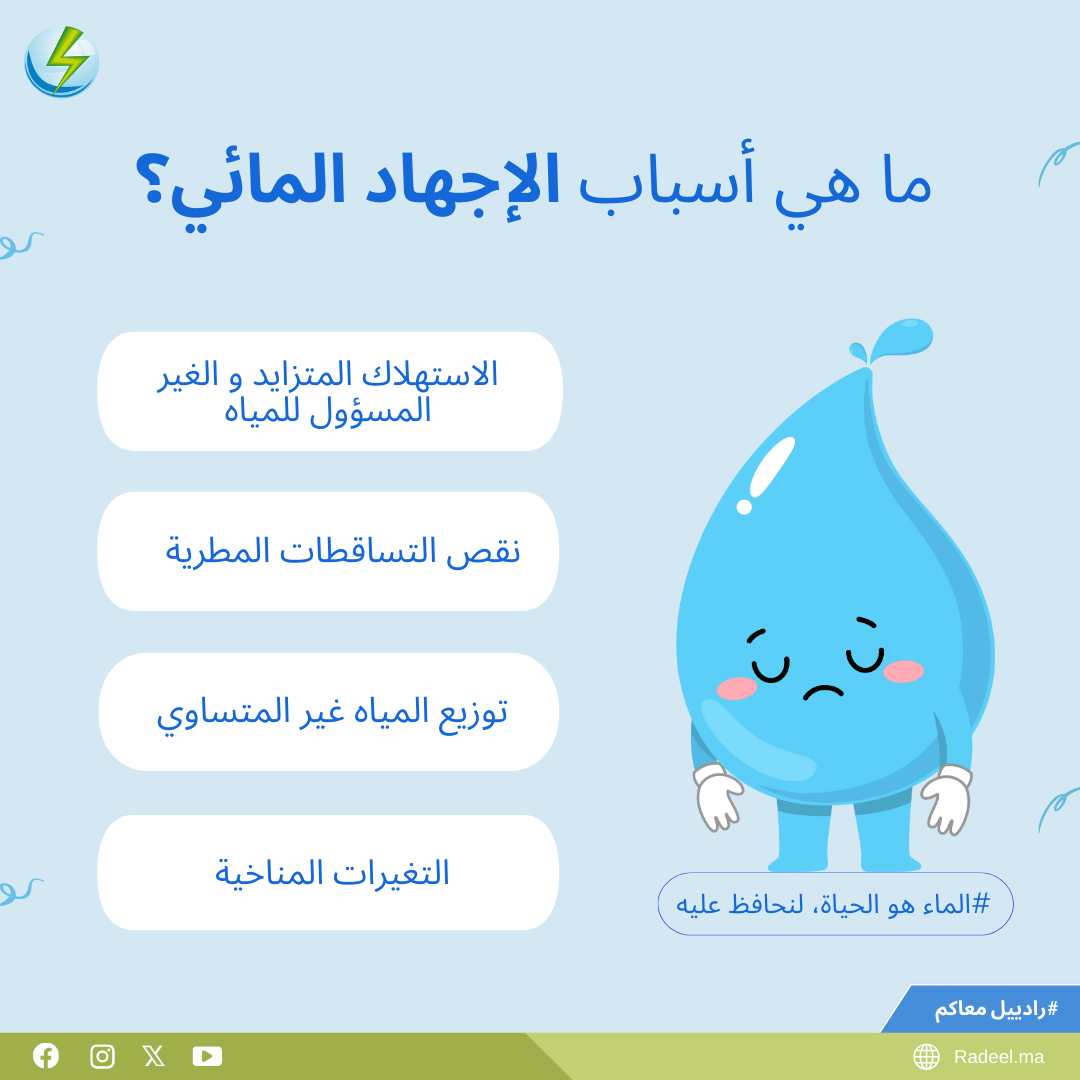 ما هي أسباب الإجهاد المائي؟
الاستهلاك المتزايد و الغير
المسؤول للمياه
نقص التساقطات المطرية
توزيع المياه غير المتساوي
التغيرات المناخية
#الماء هو الحياة، لنحافظ عليه
#رادييل معاكم
Radeel.ma